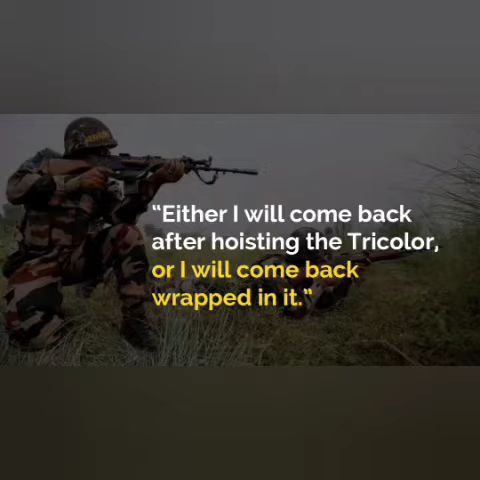 “Either I will come back
after hoisting the Tricolor,
or I will come back
wrapped in it.”